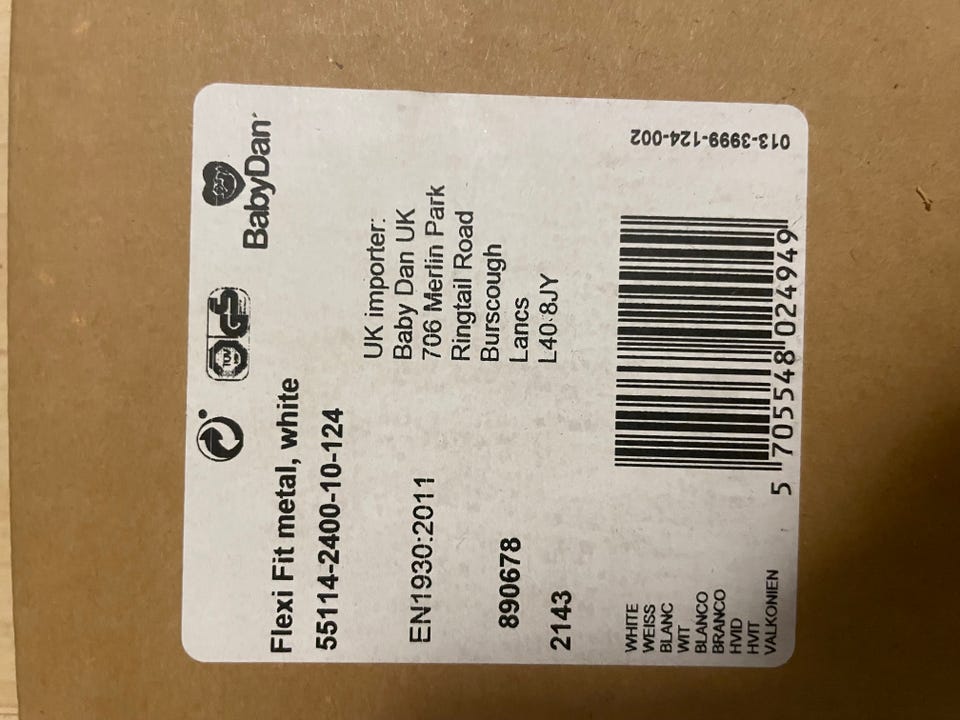 BabyDan
TÜV
GS
Flexi Fit metal, white
55114-2400-10-124
UK importer:
Baby Dan UK
706 Merlin Park
Ringtail Road
Burscough
Lancs
L40 8JY
EN1930:2011
890678
2143
WHITE
WEISS
BLANC
WIT
BLANCO
BRANCO
HVID
HVIT
VALKONIEN
5 705548 024949
013-3999-124-002